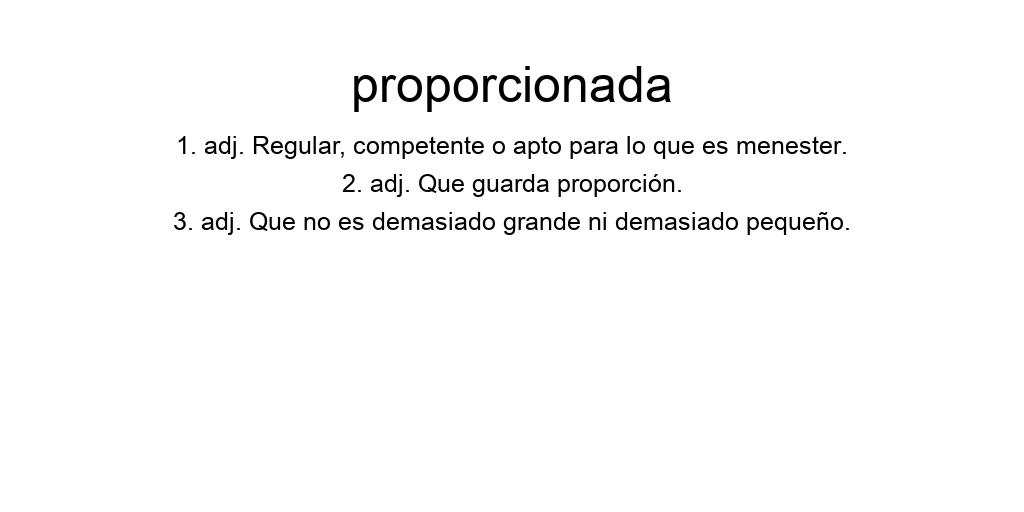 proporcionada
1. adj. Regular, competente o apto para lo que es menester.
2. adj. Que guarda proporción.
3. adj. Que no es demasiado grande ni demasiado pequeño.